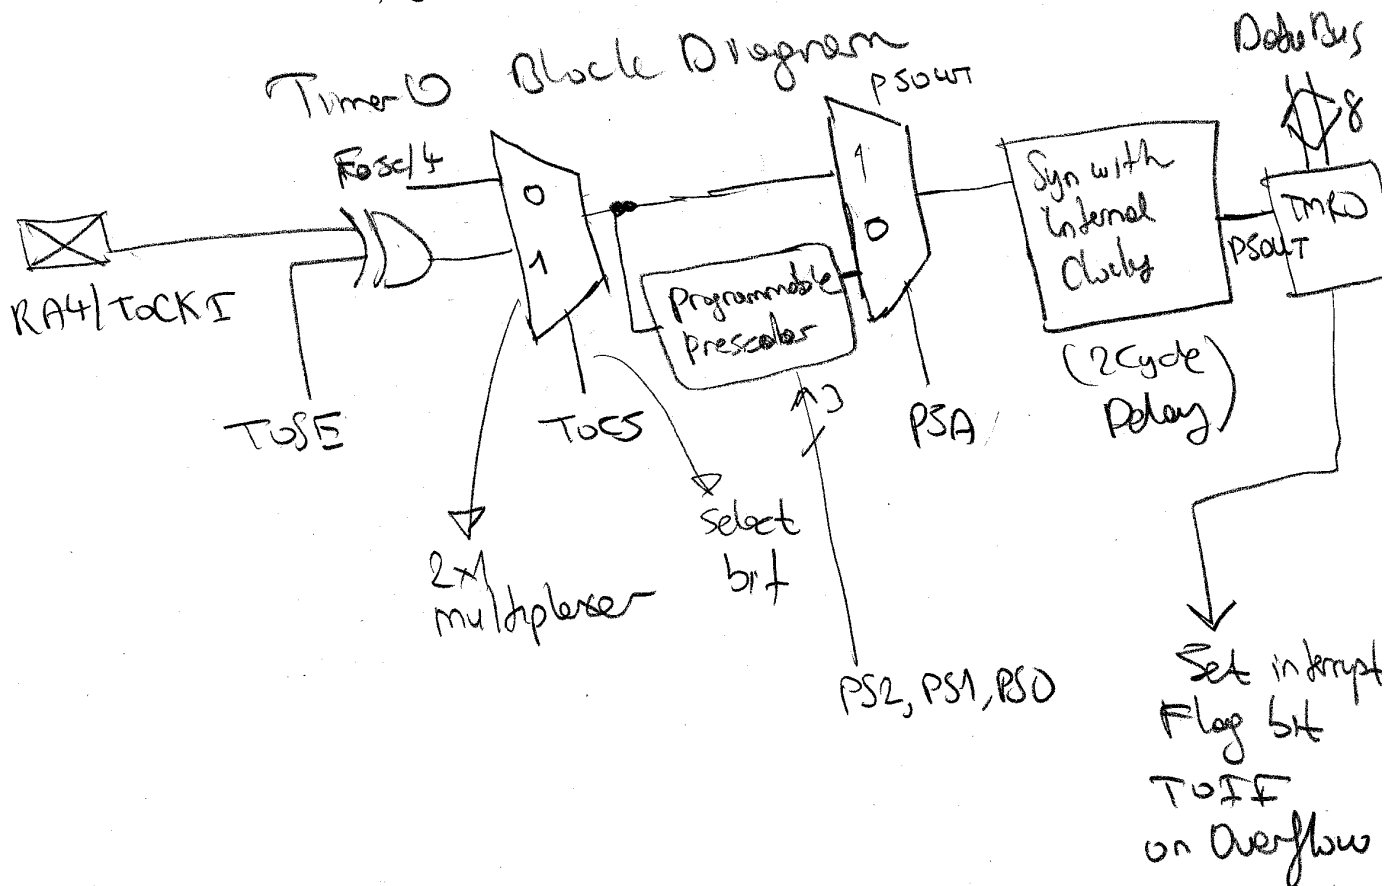 Timer0 Block Diagram
PSOUT
Data Bus
8
Fosc/4
0
1
1
0
Syn with
Internal
Clocks
TMR0
PSOUT
RA4/T0CKI
Programmable
Prescaler
(2Cycle
Delay)
T0SE
T0CS
3
PSA
2x1
multiplexer
select
bit
PS2, PS1, PS0
Set interrupt
Flag bit
T0IF
on Overflow